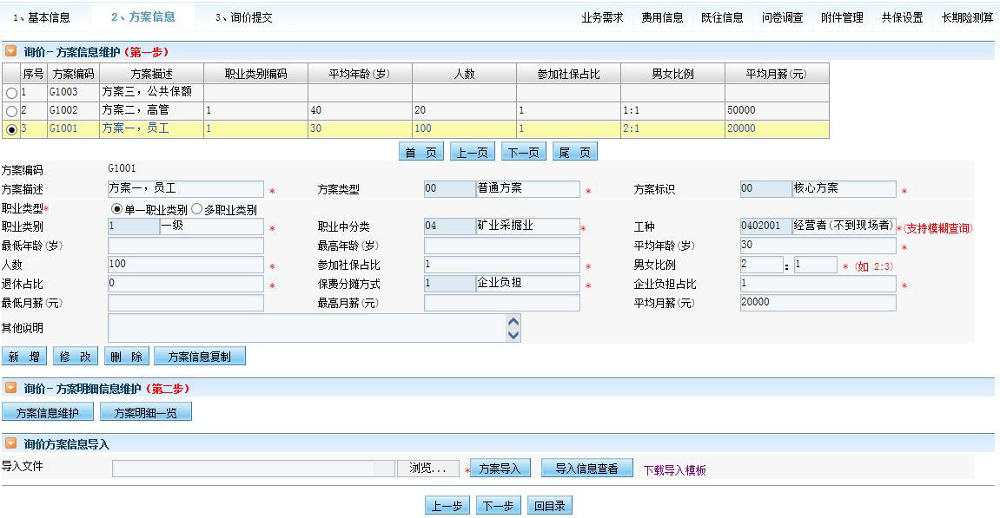 1、基本信息 2、方案信息 3、询价提交 业务需求 费用信息 既往信息 问卷调查 附件管理 共保设置 长期险测算
询价－方案信息维护（第一步）
序号 方案编码 方案描述 职业类别编码 平均年龄(岁) 人数 参加社保占比 男女比例 平均月薪(元)
1 G1003 方案三，公共保额
2 G1002 方案二，高管 1 40 20 1 1:1 50000
3 G1001 方案一，员工 1 30 100 1 2:1 20000
首 页 上一页 下一页 尾 页
方案编码 G1001
方案描述 方案一，员工 * 方案类型 00 普通方案 * 方案标识 00 核心方案 *
职业类型* 单一职业类别 多职业类别
职业类别 1 一级 * 职业中分类 04 矿业采掘业 * 工种 0402001 经营者(不到现场者) *(支持模糊查询)
最低年龄(岁) 最高年龄(岁) 平均年龄(岁) 30 *
人数 100 * 参加社保占比 1 * 男女比例 2 : 1 * (如 2:3)
退休占比 0 * 保费分摊方式 1 企业负担 * 企业负担占比 1 *
最低月薪(元) 最高月薪(元) 平均月薪(元) 20000
其他说明
新 增 修 改 删 除 方案信息复制
询价－方案明细信息维护（第二步）
方案信息维护 方案明细一览
询价方案信息导入
导入文件 浏览... * 方案导入 导入信息查看 下载导入模板
上一步 下一步 回目录